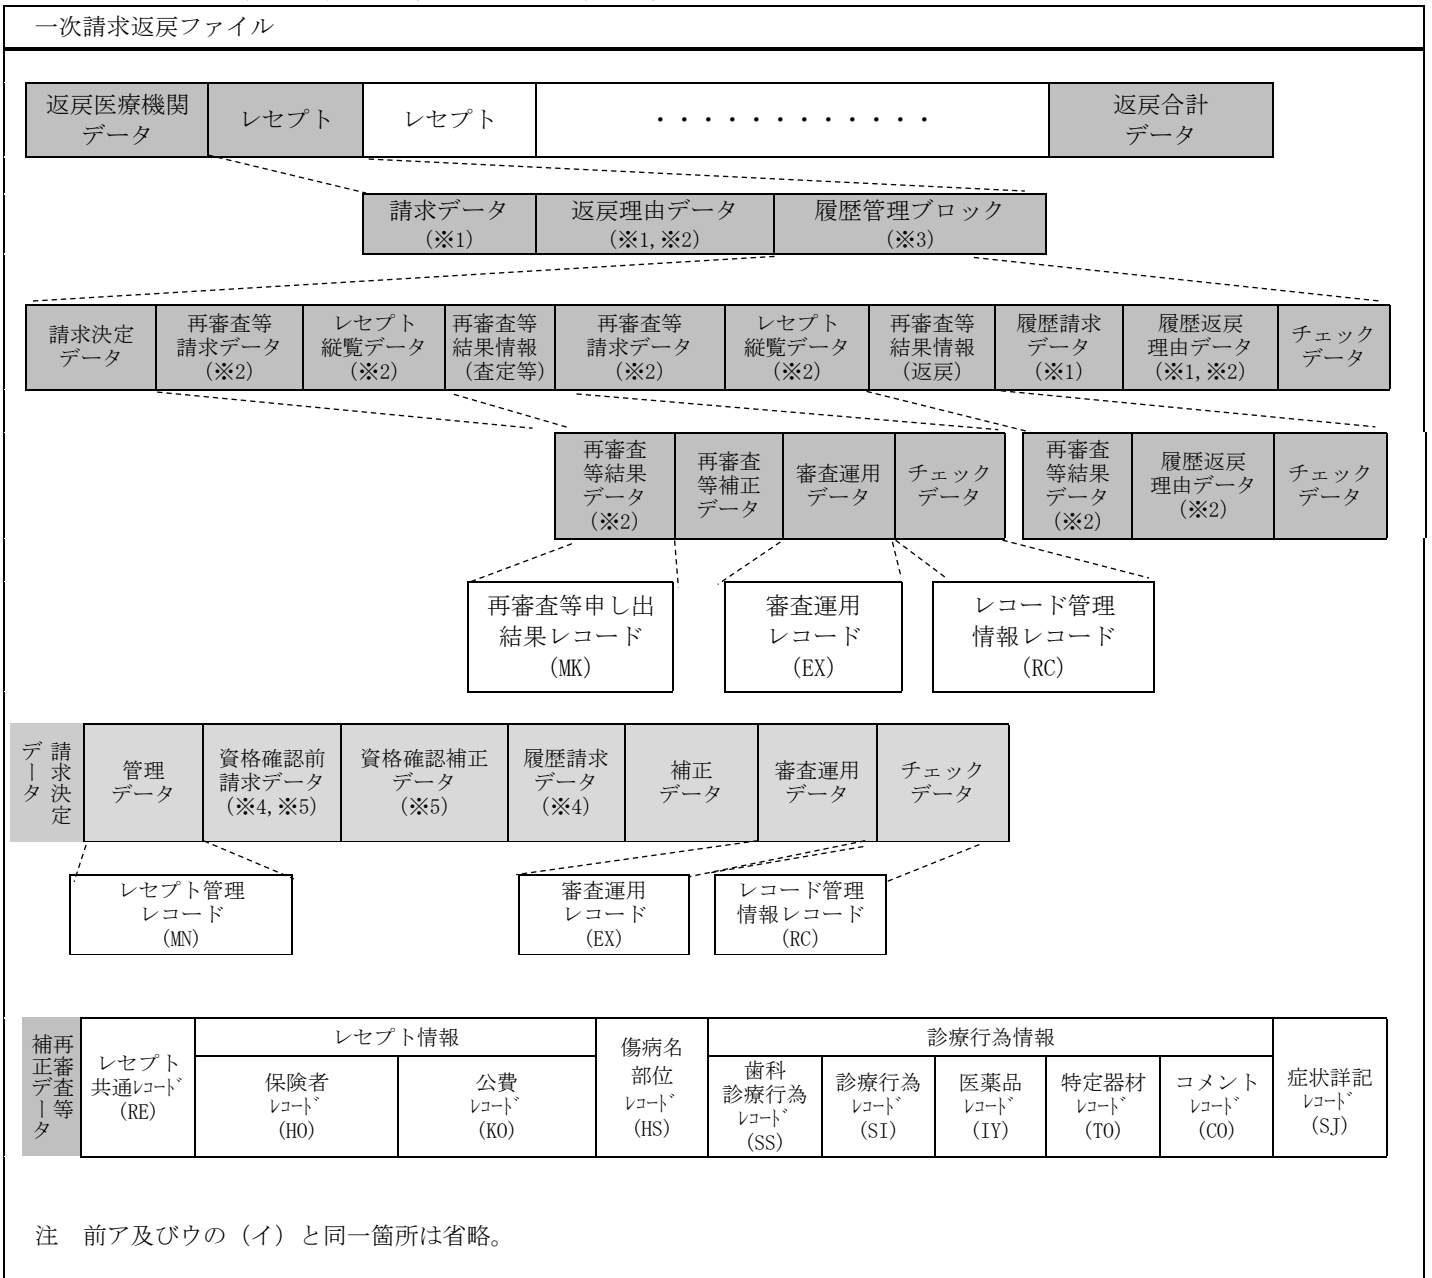 一次請求返戻ファイル
返戻医療機関
データ
レセプト
レセプト
・・・・・・・・・・・・
返戻合計
データ
請求データ
(※1)
返戻理由データ
(※1,※2)
履歴管理ブロック
(※3)
請求決定
データ
再審査等
請求データ
(※2)
レセプト
縦覧データ
(※2)
再審査等
結果情報
(査定等)
再審査等
請求データ
(※2)
レセプト
縦覧データ
(※2)
再審査等
結果情報
(返戻)
履歴請求
データ
(※1)
履歴返戻
理由データ
(※1,※2)
チェック
データ
再審査
等結果
データ
(※2)
再審査
等補正
データ
審査運用
データ
チェック
データ
再審査
等結果
データ
(※2)
履歴返戻
理由データ
(※2)
チェック
データ
再審査等申し出
結果レコード
(MK)
審査運用
レコード
(EX)
レコード管理
情報レコード
(RC)
請求決定
データ
管理
データ
資格確認前
請求データ
(※4,※5)
資格確認補正
データ
(※5)
履歴請求
データ
(※4)
補正
データ
審査運用
データ
チェック
データ
レセプト管理
レコード
(MN)
審査運用
レコード
(EX)
レコード管理
情報レコード
(RC)
再審査等
補正データ
レセプト
共通ﾚｺｰﾄﾞ
(RE)
レセプト情報
保険者
ﾚｺｰﾄﾞ
(HO)
公費
ﾚｺｰﾄﾞ
(KO)
傷病名
部位
ﾚｺｰﾄﾞ
(HS)
診療行為情報
歯科
診療行為
ﾚｺｰﾄﾞ
(SS)
診療行為
ﾚｺｰﾄﾞ
(SI)
医薬品
ﾚｺｰﾄﾞ
(IY)
特定器材
ﾚｺｰﾄﾞ
(TO)
コメント
ﾚｺｰﾄﾞ
(CO)
症状詳記
ﾚｺｰﾄﾞ
(SJ)
注　前ア及びウの（イ）と同一箇所は省略。